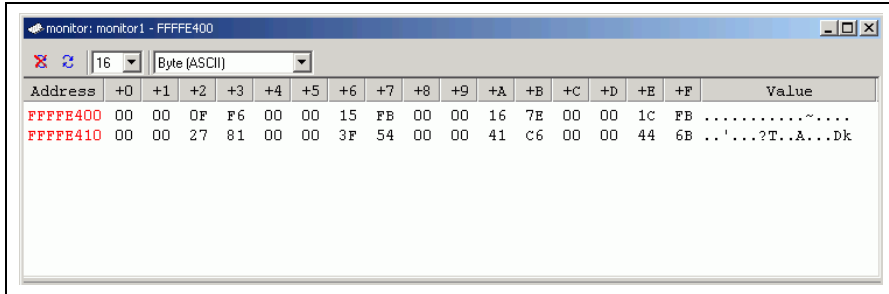 monitor: monitor1 - FFFFE400
16 Byte (ASCII)
Address +0 +1 +2 +3 +4 +5 +6 +7 +8 +9 +A +B +C +D +E +F Value
FFFFE400 00 00 0F F6 00 00 15 FB 00 00 16 7E 00 00 1C FB ...........~....
FFFFE410 00 00 27 81 00 00 3F 54 00 00 41 C6 00 00 44 6B ..'...?T..A...Dk